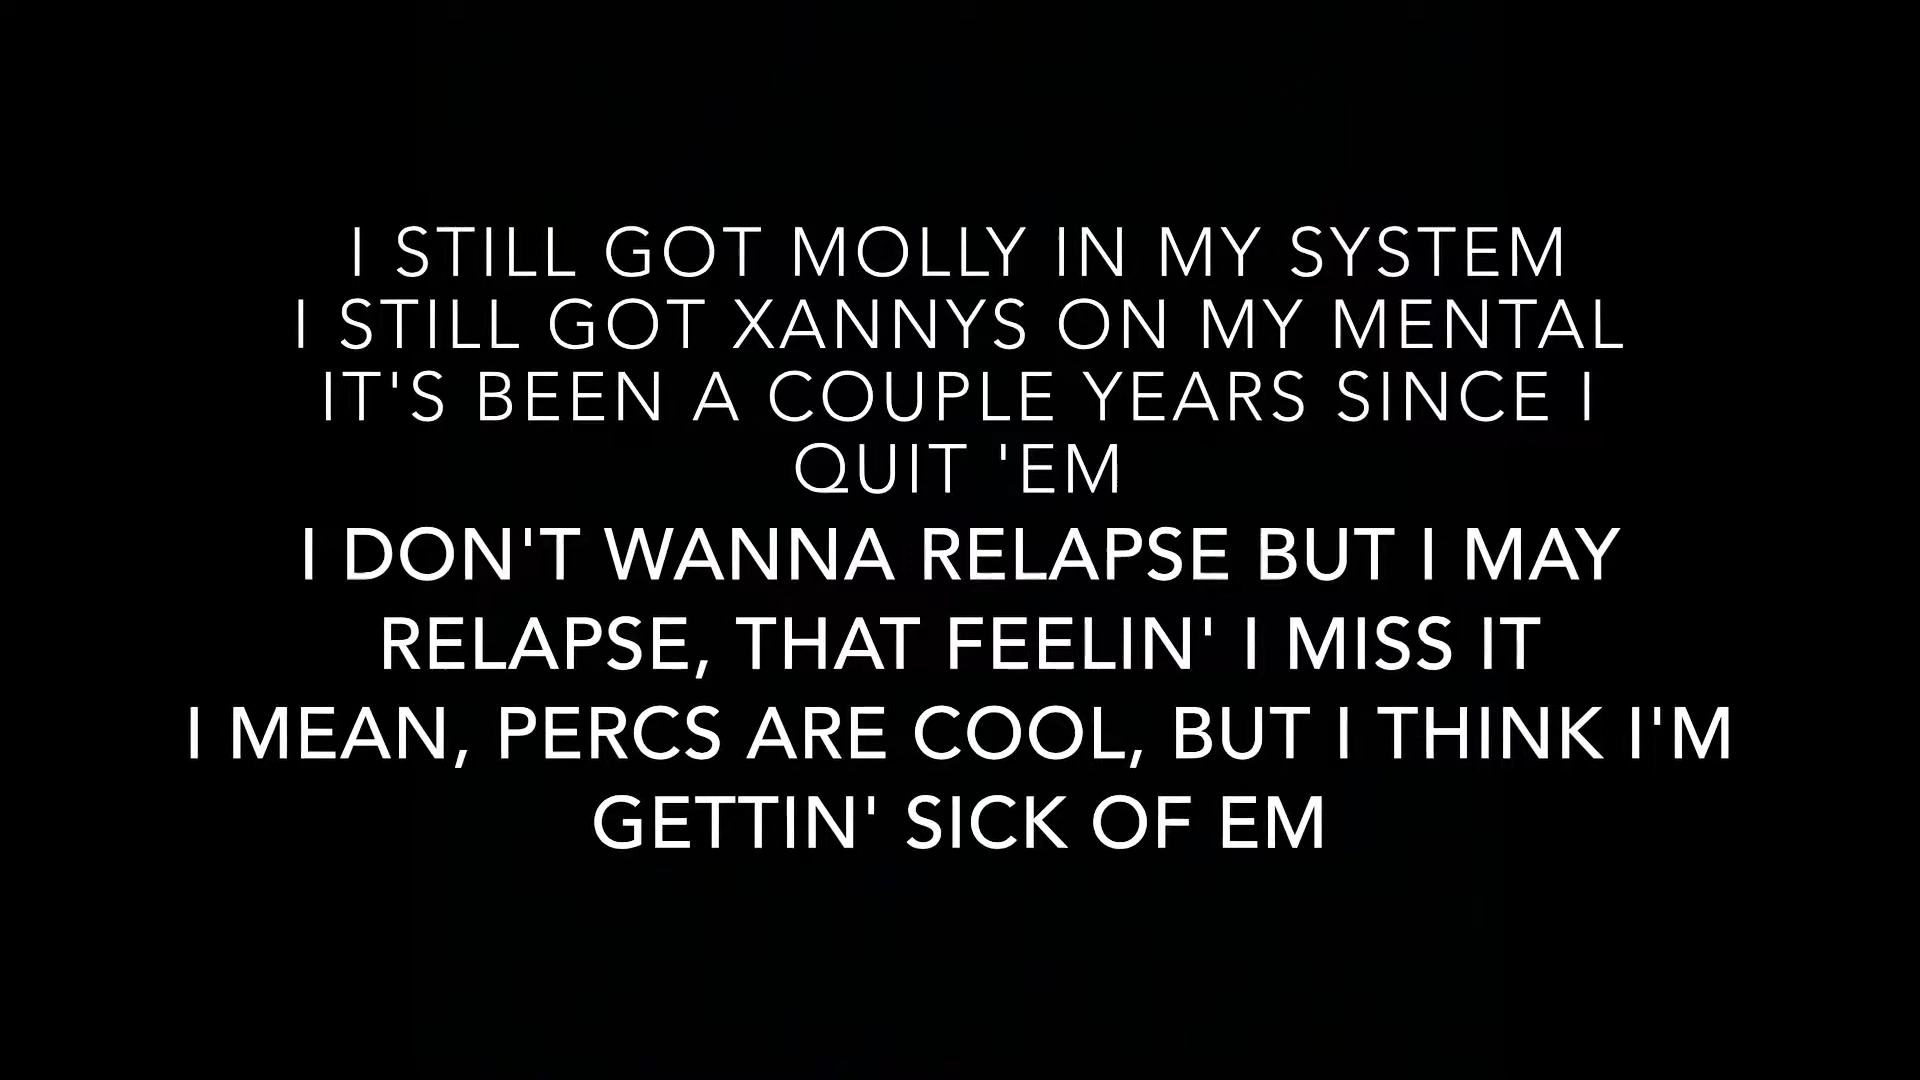 I STILL GOT MOLLY IN MY SYSTEM
I STILL GOT XANNYS ON MY MENTAL
IT'S BEEN A COUPLE YEARS SINCE I
QUIT 'EM
I DON'T WANNA RELAPSE BUT I MAY
RELAPSE, THAT FEELIN' I MISS IT
I MEAN, PERCS ARE COOL, BUT I THINK I'M
GETTIN' SICK OF EM